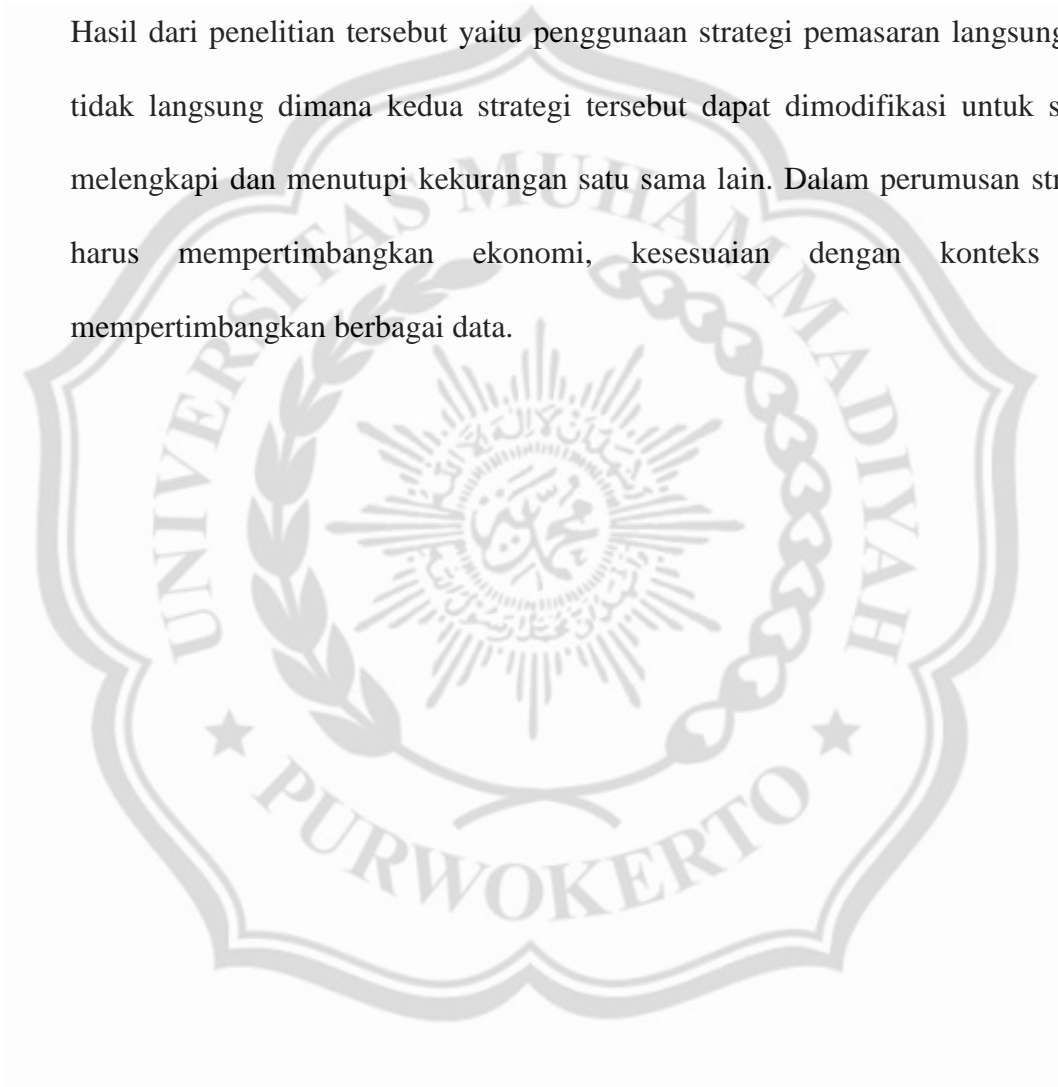 Hasil dari penelitian tersebut yaitu penggunaan strategi pemasaran langsung
tidak langsung dimana kedua strategi tersebut dapat dimodifikasi untuk s
melengkapi dan menutupi kekurangan satu sama lain. Dalam perumusan str
harus mempertimbangkan ekonomi, kesesuaian dengan konteks
mempertimbangkan berbagai data.
UNIVERSITAS MUHAMMADIYAH
PURWOKERTO